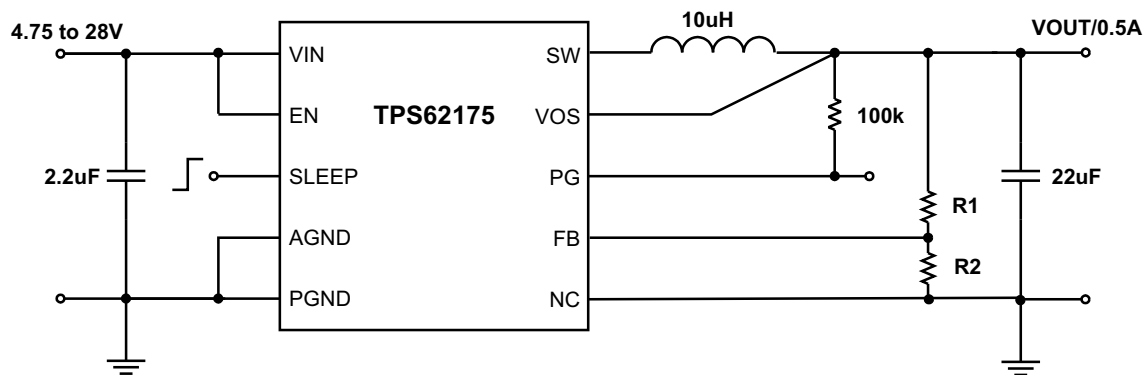 4.75 to 28V
10uH
VOUT/0.5A
VIN
SW
EN
TPS62175
VOS
100k
2.2uF
SLEEP
PG
22uF
R1
AGND
FB
R2
PGND
NC